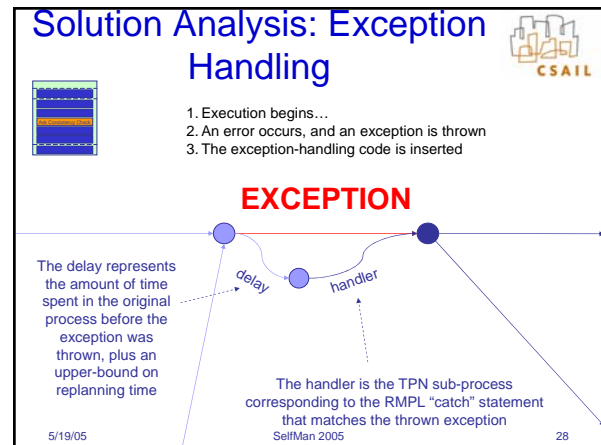 Solution Analysis: Exception
Handling
CSAIL
Ask Consistency Check
1. Execution begins…
2. An error occurs, and an exception is thrown
3. The exception-handling code is inserted
EXCEPTION
delay
handler
The delay represents
the amount of time
spent in the original
process before the
exception was
thrown, plus an
upper-bound on
replanning time
The handler is the TPN sub-process
corresponding to the RMPL “catch” statement
that matches the thrown exception
5/19/05
SelfMan 2005
28